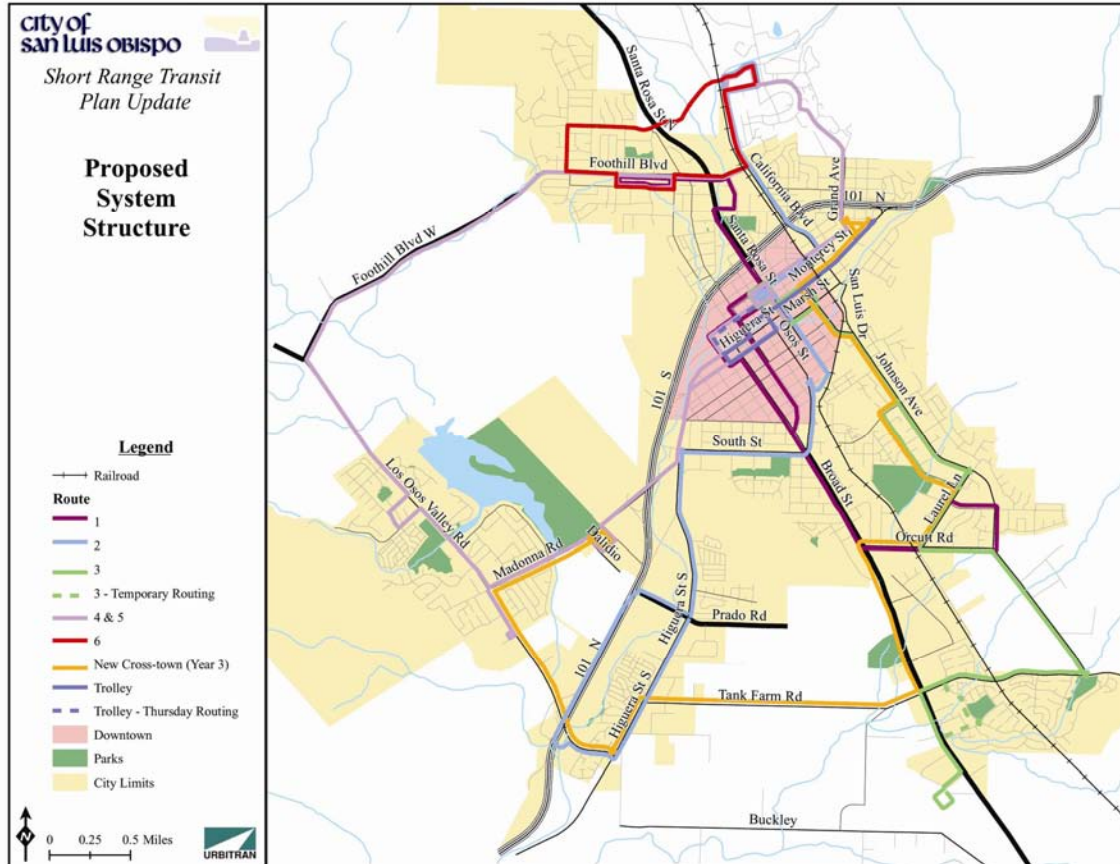 city of
san luis obispo
Short Range Transit
Plan Update
Proposed
System
Structure
Legend
Railroad
Route
1
2
3
3 - Temporary Routing
4 & 5
6
New Cross-town (Year 3)
Trolley
Trolley - Thursday Routing
Downtown
Parks
City Limits
N
0 0.25 0.5 Miles
URBITRAN
Santa Rosa St N
Foothill Blvd
California Blvd
Grand Ave
101 N
Foothill Blvd W
Santa Rosa St
Monterey St
Marsh St
Higuera St
Osos St
San Luis Dr
Johnson Ave
101 S
South St
Broad St
Laurel Ln
Orcutt Rd
Los Osos Valley Rd
Madonna Rd
Dalidio
Higuera St S
Prado Rd
101 N
Higuera St S
Tank Farm Rd
Buckley